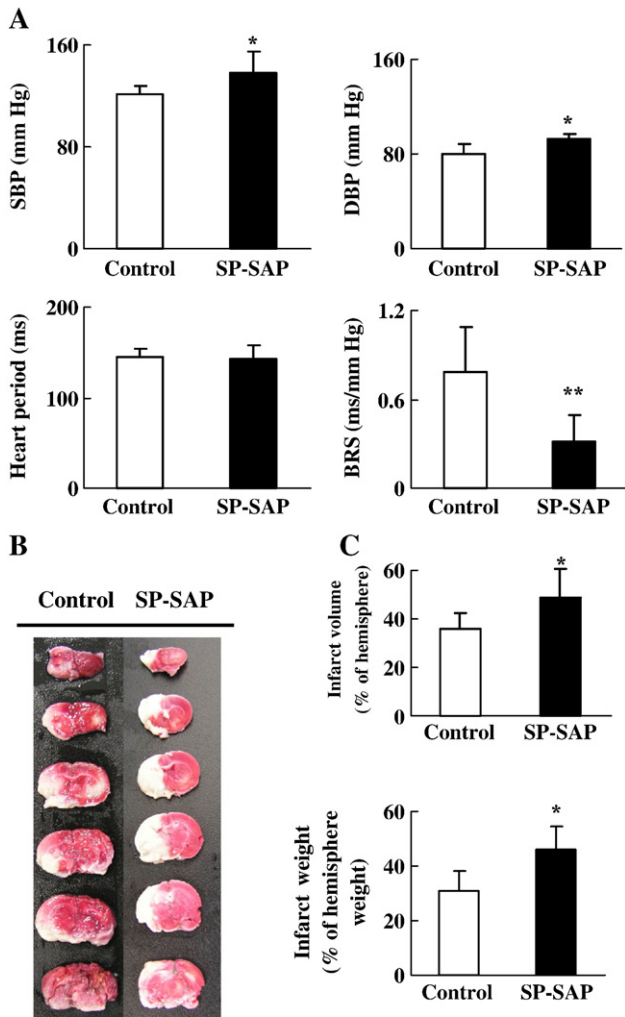 A
SBP (mm Hg)
160
80
0
*
Control SP-SAP
DBP (mm Hg)
160
80
0
*
Control SP-SAP
Heart period (ms)
200
100
0
Control SP-SAP
BRS (ms/mm Hg)
1.2
0.6
0
**
Control SP-SAP
B
Control SP-SAP
C
Infarct volume
(% of hemisphere)
60
40
20
0
*
Control SP-SAP
Infarct weight
(% of hemisphere
weight)
60
40
20
0
*
Control SP-SAP